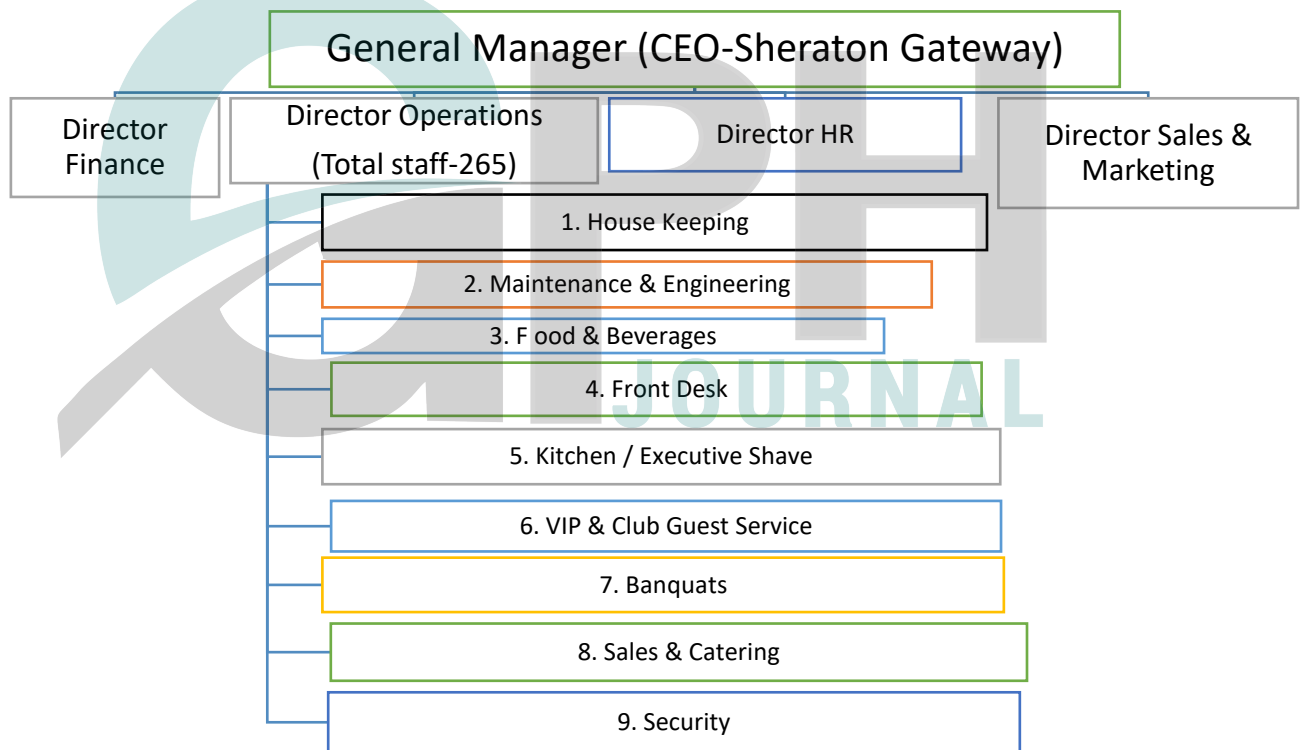 General Manager (CEO-Sheraton Gateway)
Director
Finance
Director Operations
(Total staff-265)
Director HR
Director Sales &
Marketing
1. House Keeping
2. Maintenance & Engineering
3. F ood & Beverages
4. Front Desk
5. Kitchen / Executive Shave
6. VIP & Club Guest Service
7. Banquats
8. Sales & Catering
9. Security
GPH
JOURNAL